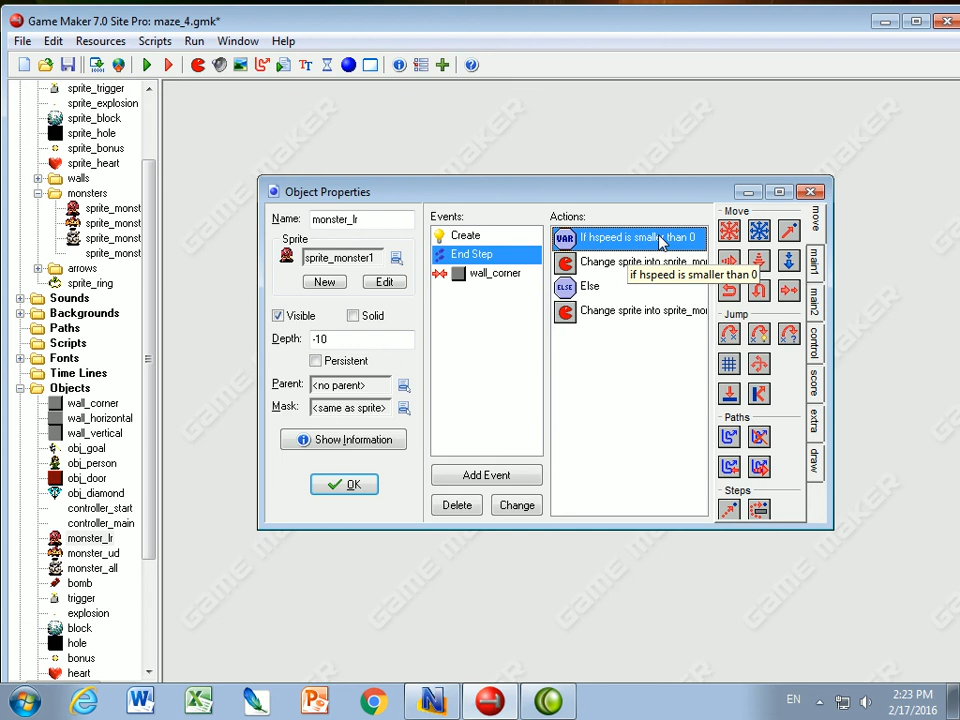 Game Maker 7.0 Site Pro: maze_4.gmk*
File Edit Resources Scripts Run Window Help
sprite_trigger
sprite_explosion
sprite_block
sprite_hole
sprite_bonus
sprite_heart
walls
monsters
sprite_monst
sprite_monst
sprite_monst
sprite_monst
arrows
sprite_ring
Sounds
Backgrounds
Paths
Scripts
Fonts
Time Lines
Objects
wall_corner
wall_horizontal
wall_vertical
obj_goal
obj_person
obj_door
obj_diamond
controller_start
controller_main
monster_lr
monster_ud
monster_all
bomb
trigger
explosion
block
hole
bonus
heart
Object Properties
Name: monster_lr
Sprite
sprite_monster1
New Edit
Visible Solid
Depth: -10
Persistent
Parent: <no parent>
Mask: <same as sprite>
Show Information
OK
Events:
Create
End Step
wall_corner
Add Event
Delete Change
Actions:
VAR If hspeed is smaller than 0
Change sprite into sprite_mon
if hspeed is smaller than 0
ELSE Else
Change sprite into sprite_mo
Move
Jump
Paths
Steps
move
main1
main2
control
score
extra
draw
GAME MAKER
EN
2:23 PM
2/17/2016